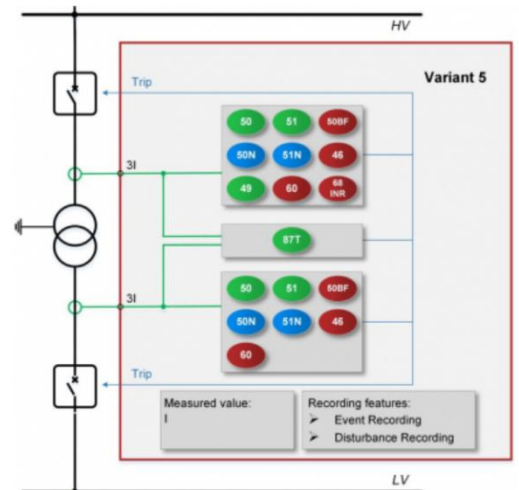 HV
Variant 5
Trip
50 51 50BF
3I
50N 51N 46
49 60 68 INR
87T
50 51 50BF
3I
50N 51N 46
60
Trip
Measured value:
I
Recording features:
➢ Event Recording
➢ Disturbance Recording
LV